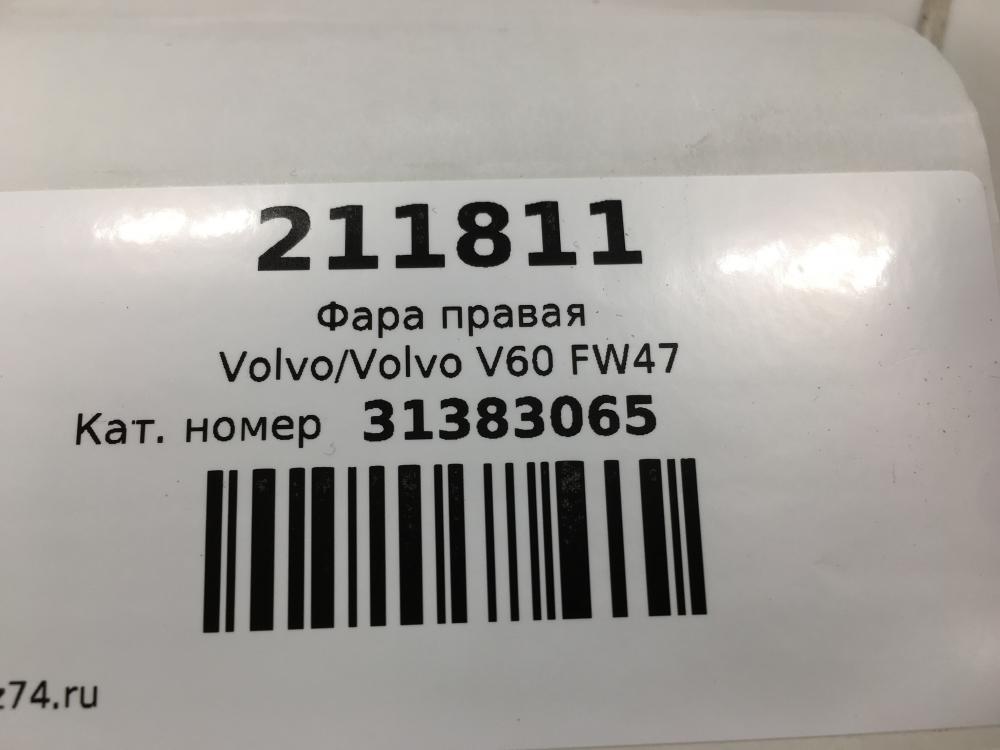 211811
Фара правая
Volvo/Volvo V60 FW47
Кат. номер 31383065
z74.ru